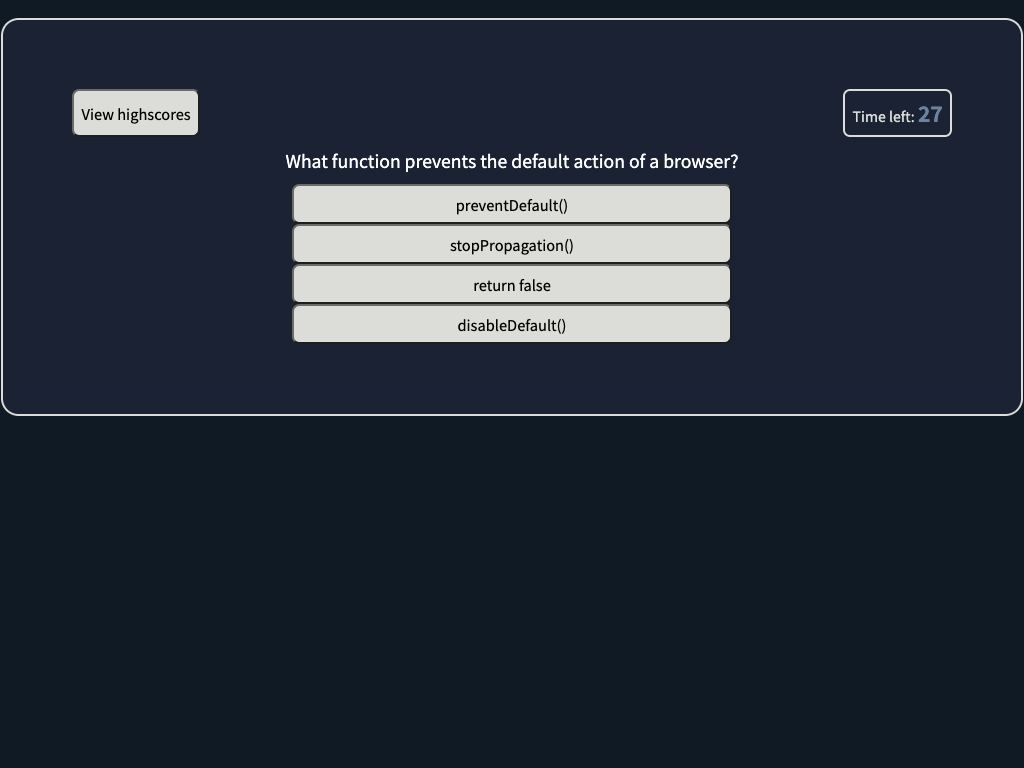 View highscores
Time left: 27
What function prevents the default action of a browser?
preventDefault()
stopPropagation()
return false
disableDefault()